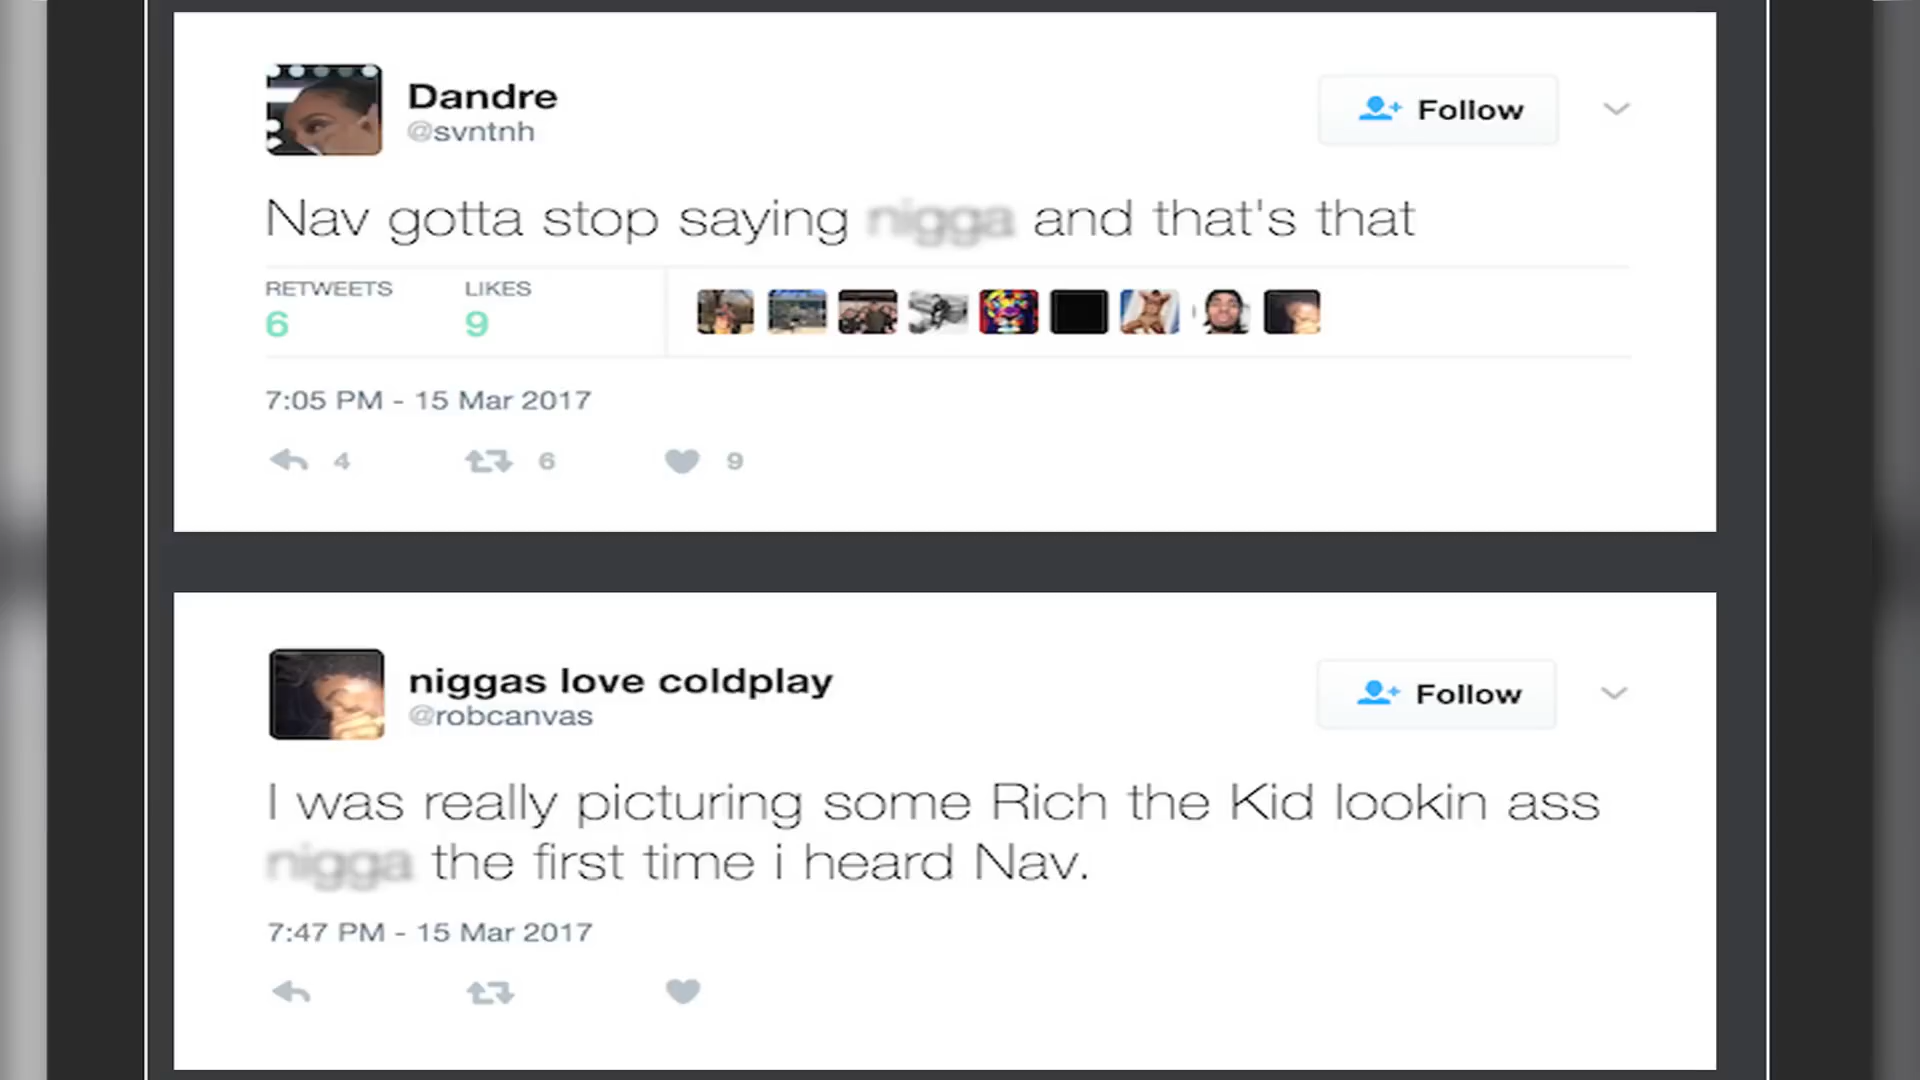 Dandre
@svntnh
Follow
Nav gotta stop saying nigga and that's that
RETWEETS LIKES
6 9
7:05 PM - 15 Mar 2017
4 6 9
niggas love coldplay
@robcanvas
Follow
I was really picturing some Rich the Kid lookin ass
nigga the first time i heard Nav.
7:47 PM - 15 Mar 2017